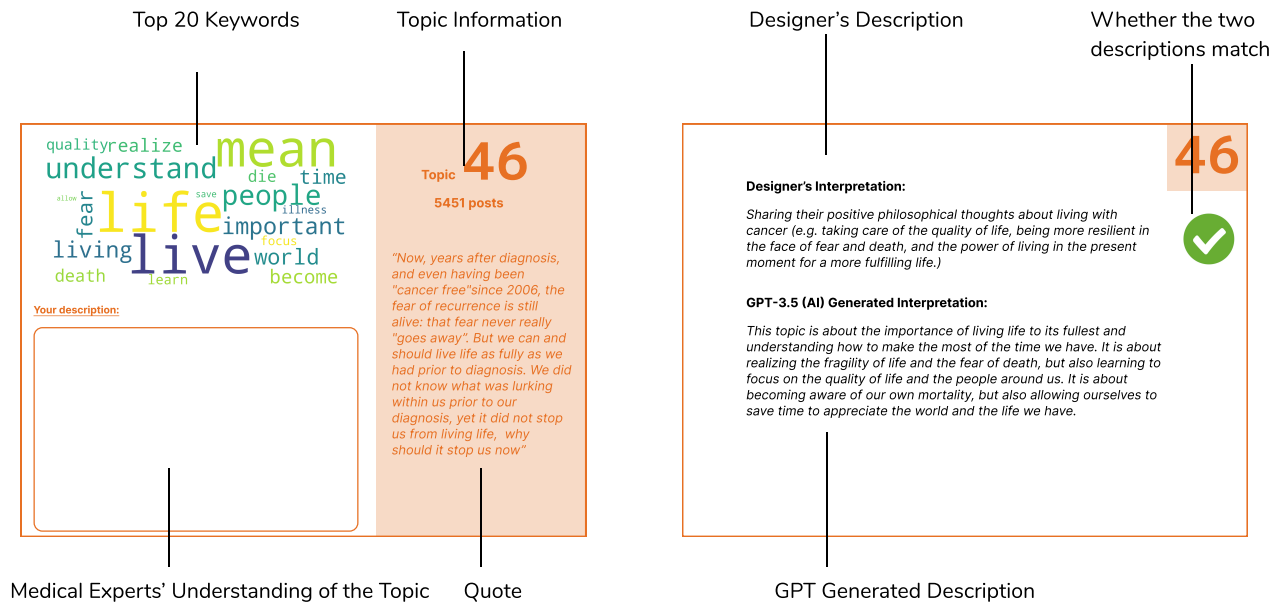 Top 20 Keywords
Topic Information
Designer’s Description
Whether the two
descriptions match
quality realize mean
understand
die time
allow fear save people
life illness
important
living live focus
world
death learn become
Your description:
Topic 46
5451 posts
“Now, years after diagnosis,
and even having been
"cancer free"since 2006, the
fear of recurrence is still
alive: that fear never really
“goes away”. But we can and
should live life as fully as we
had prior to diagnosis. We did
not know what was lurking
within us prior to our
diagnosis, yet it did not stop
us from living life,  why
should it stop us now”
46
Designer’s Interpretation:
Sharing their positive philosophical thoughts about living with
cancer (e.g. taking care of the quality of life, being more resilient in
the face of fear and death, and the power of living in the present
moment for a more fulfilling life.)
GPT-3.5 (AI) Generated Interpretation:
This topic is about the importance of living life to its fullest and
understanding how to make the most of the time we have. It is about
realizing the fragility of life and the fear of death, but also learning to
focus on the quality of life and the people around us. It is about
becoming aware of our own mortality, but also allowing ourselves to
save time to appreciate the world and the life we have.
Medical Experts’ Understanding of the Topic
Quote
GPT Generated Description